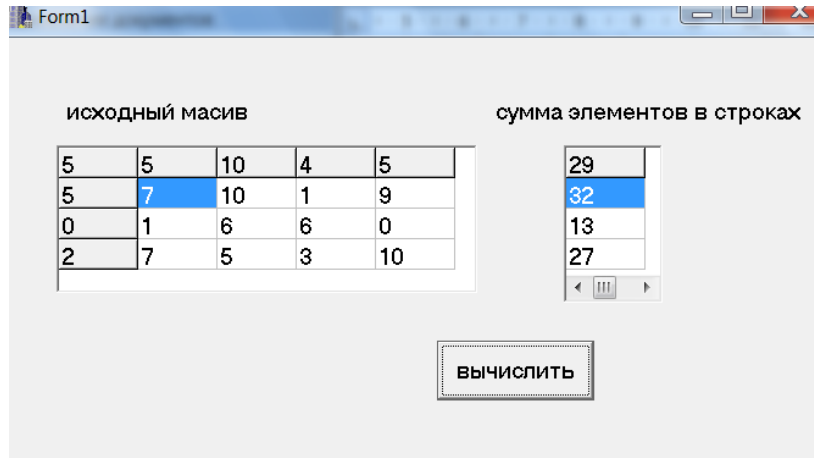 Form1
исходный масив
сумма элементов в строках
5 5 10 4 5
29
5 7 10 1 9
32
0 1 6 6 0
13
2 7 5 3 10
27
вычислить